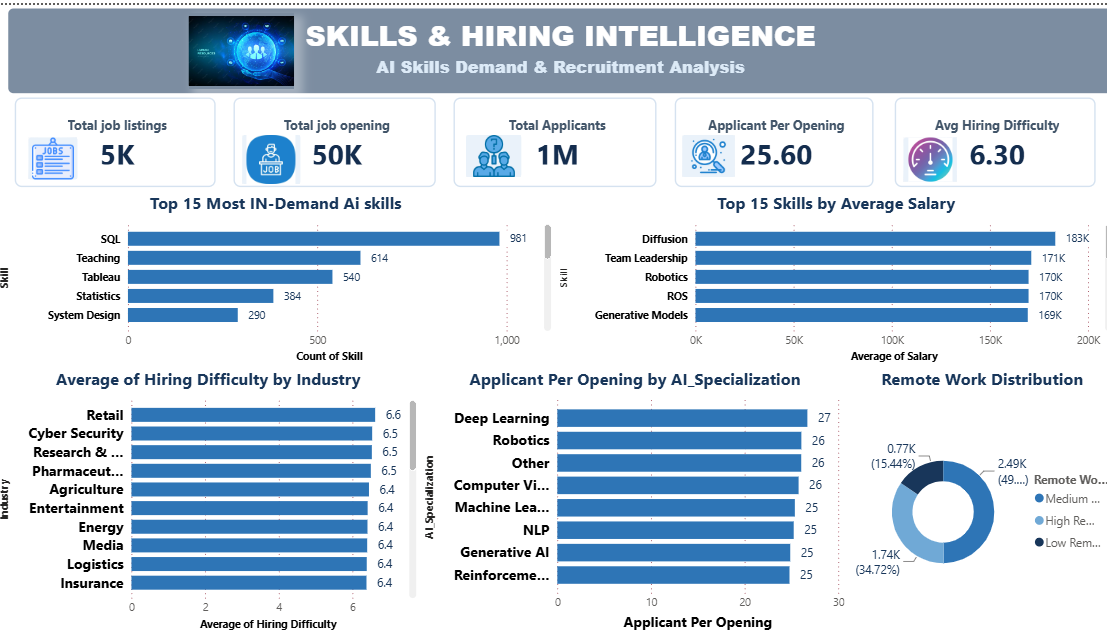 SKILLS & HIRING INTELLIGENCE
AI Skills Demand & Recruitment Analysis
Total job listings
5K
JOBS
Total job opening
50K
JOB
Total Applicants
1M
?
Applicant Per Opening
25.60
Avg Hiring Difficulty
6.30
Top 15 Most IN-Demand Ai skills
Skill
SQL 981
Teaching 614
Tableau 540
Statistics 384
System Design 290
0 500 1,000
Count of Skill
Top 15 Skills by Average Salary
Skill
Diffusion 183K
Team Leadership 171K
Robotics 170K
ROS 170K
Generative Models 169K
0K 50K 100K 150K 200K
Average of Salary
Average of Hiring Difficulty by Industry
Industry
Retail 6.6
Cyber Security 6.5
Research & ... 6.5
Pharmaceut... 6.5
Agriculture 6.4
Entertainment 6.4
Energy 6.4
Media 6.4
Logistics 6.4
Insurance 6.4
0 2 4 6
Average of Hiring Difficulty
Applicant Per Opening by AI_Specialization
AI_Specialization
Deep Learning 27
Robotics 26
Other 26
Computer Vi... 26
Machine Lea... 25
NLP 25
Generative AI 25
Reinforceme... 25
0 10 20 30
Applicant Per Opening
Remote Work Distribution
0.77K
(15.44%)
2.49K
(49....)
1.74K
(34.72%)
Remote Wo...
Medium ...
High Re...
Low Rem...